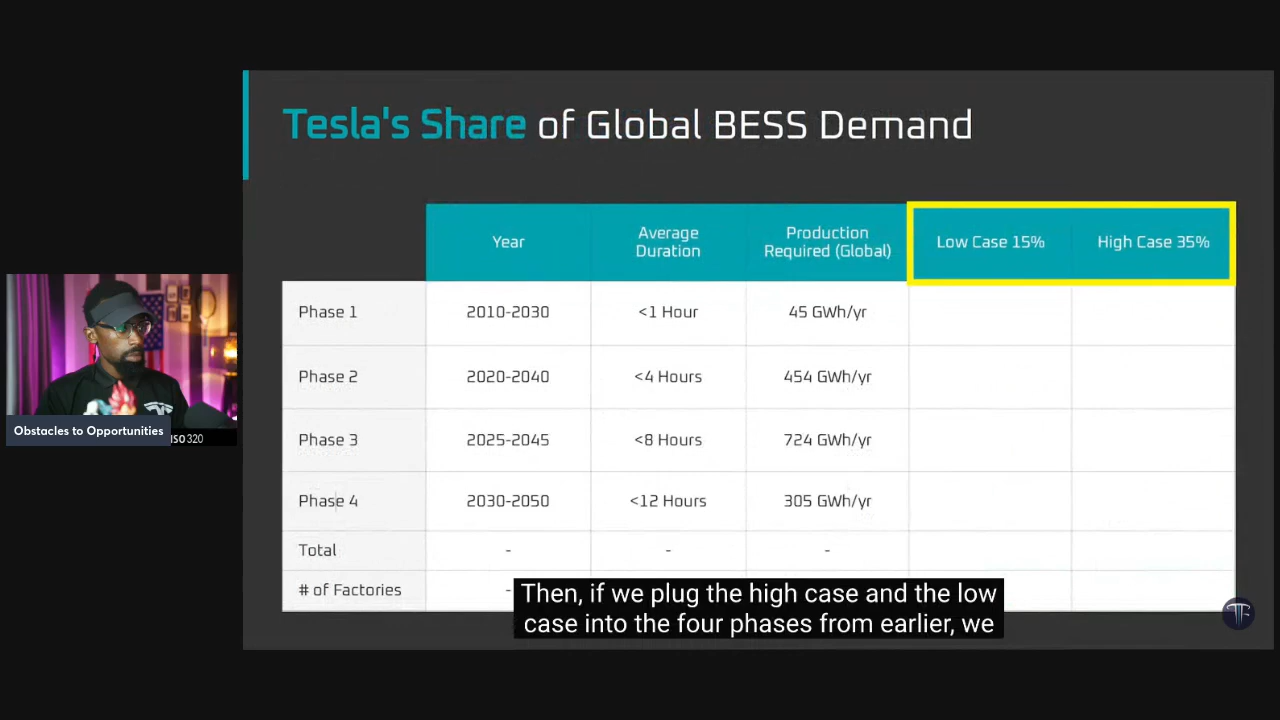 Tesla's Share of Global BESS Demand
Year
Average
Duration
Production
Required (Global)
Low Case 15%
High Case 35%
Phase 1
2010-2030
<1 Hour
45 GWh/yr
Phase 2
2020-2040
<4 Hours
454 GWh/yr
Phase 3
2025-2045
<8 Hours
724 GWh/yr
Phase 4
2030-2050
<12 Hours
305 GWh/yr
Total
-
-
-
# of Factories
-
Then, if we plug the high case and the low
case into the four phases from earlier, we
Obstacles to Opportunities
ISO 320